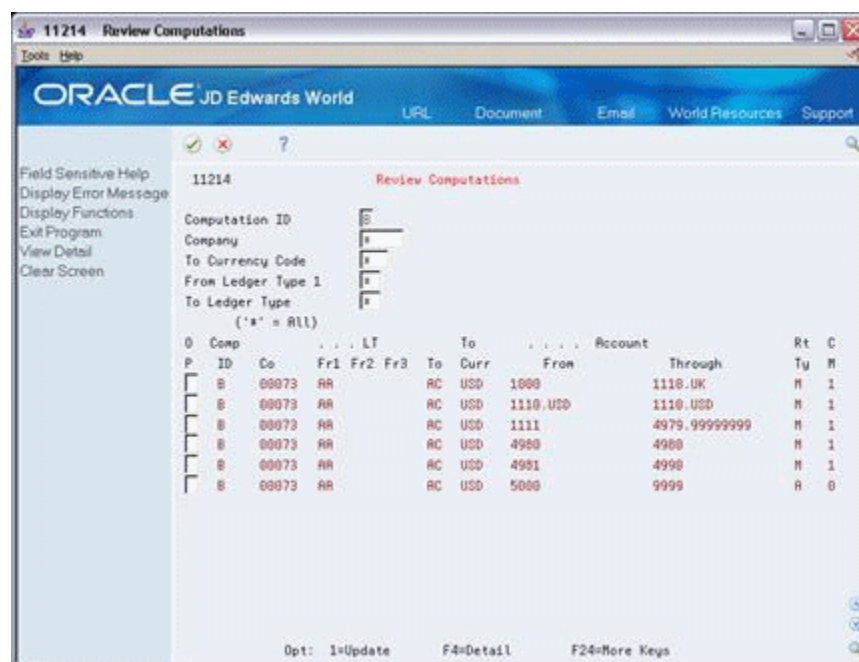 11214 Review Computations
Tools Help
ORACLE JD Edwards World
URL Document Email World Resources Support
?
Field Sensitive Help
Display Error Message
Display Functions
Exit Program
View Detail
Clear Screen
11214 Review Computations
Computation ID B
Company *
To Currency Code *
From Ledger Type 1 *
To Ledger Type *
('*' = All)
O Comp . . . LT To . . . . Account Rt C
P ID Co Fr1 Fr2 Fr3 To Curr From Through Ty M
B 00073 AA AC USD 1000 1110.UK M 1
B 00073 AA AC USD 1110.USD 1110.USD M 1
B 00073 AA AC USD 1111 4979.99999999 M 1
B 00073 AA AC USD 4980 4980 M 1
B 00073 AA AC USD 4981 4990 M 1
B 00073 AA AC USD 5000 9999 A 0
Opt: 1=Update F4=Detail F24=More Keys